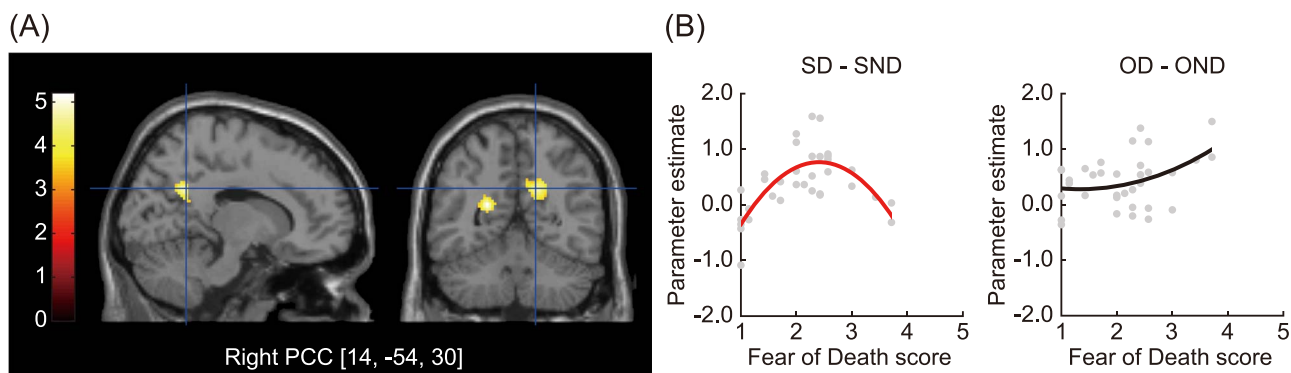 (A)
5
4
3
2
1
0
Right PCC [14, -54, 30]
(B)
SD - SND
Parameter estimate
2.0
1.0
0.0
-1.0
-2.0
1 2 3 4 5
Fear of Death score
OD - OND
Parameter estimate
2.0
1.0
0.0
-1.0
-2.0
1 2 3 4 5
Fear of Death score